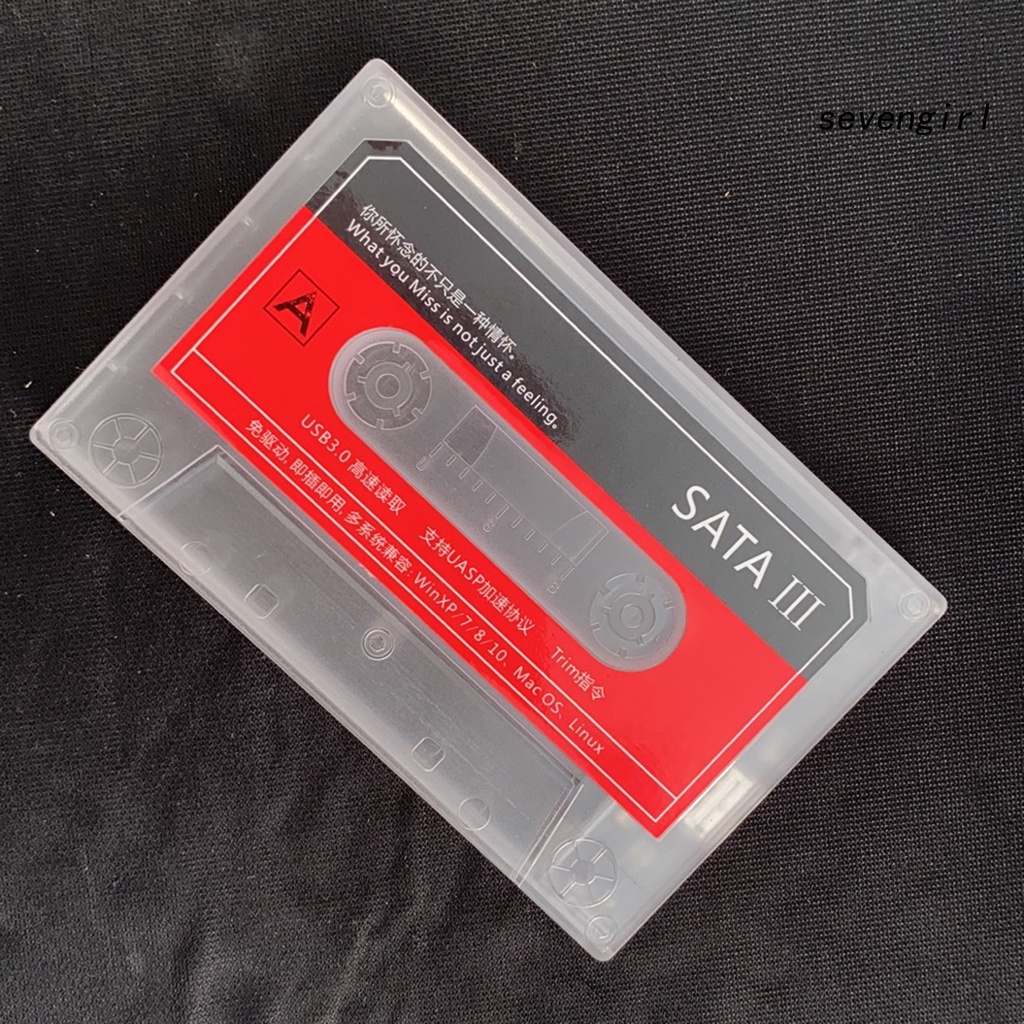 sevengirl
你所怀念的不只是一种情怀。
What you Miss is not just a feeling。
A
SATA III
USB3.0 高速读取 支持UASP加速协议 Trim指令
免驱动,即插即用,多系统兼容: WinXP/7/8/10、Mac OS、Linux